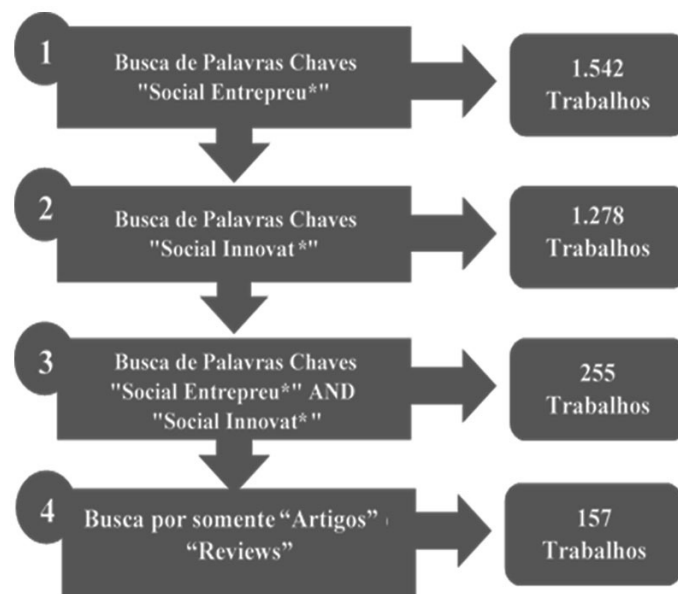 1
Busca de Palavras Chaves
"Social Entrepreu*"
1.542
Trabalhos
2
Busca de Palavras Chaves
"Social Innovat*"
1.278
Trabalhos
3
Busca de Palavras Chaves
"Social Entrepreu*" AND
"Social Innovat*"
255
Trabalhos
4
Busca por somente “Artigos”
“Reviews”
157
Trabalhos